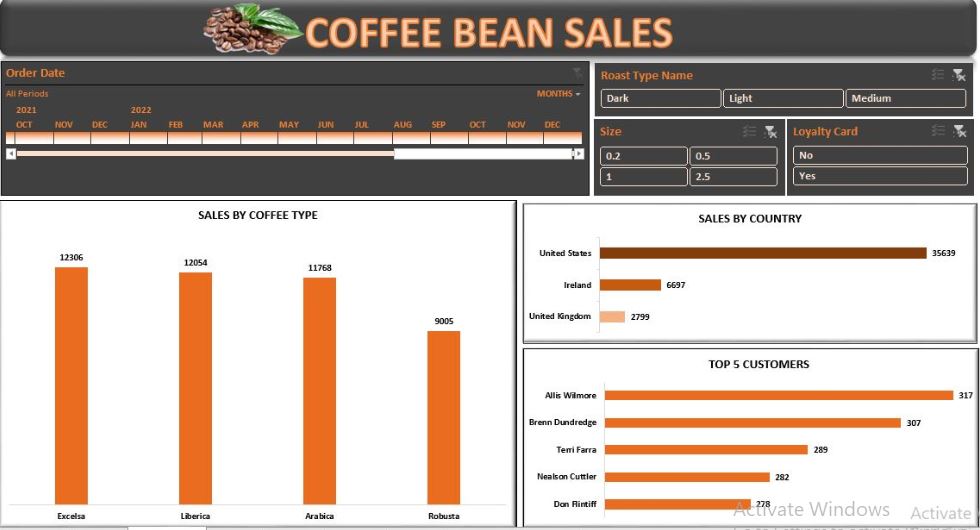 COFFEE BEAN SALES
Order Date
All Periods
MONTHS
2021 2022
OCT NOV DEC JAN FEB MAR APR MAY JUN JUL AUG SEP OCT NOV DEC
Roast Type Name
Dark Light Medium
Size
0.2 0.5
1 2.5
Loyalty Card
No
Yes
SALES BY COFFEE TYPE
12306
12054
11768
9005
Excelsa Liberica Arabica Robusta
SALES BY COUNTRY
United States 35639
Ireland 6697
United Kingdom 2799
TOP 5 CUSTOMERS
Allis Wilmore 317
Brenn Dundredge 307
Terri Farra 289
Nealson Cuttler 282
Don Flintiff 278
Activate Windows Activate